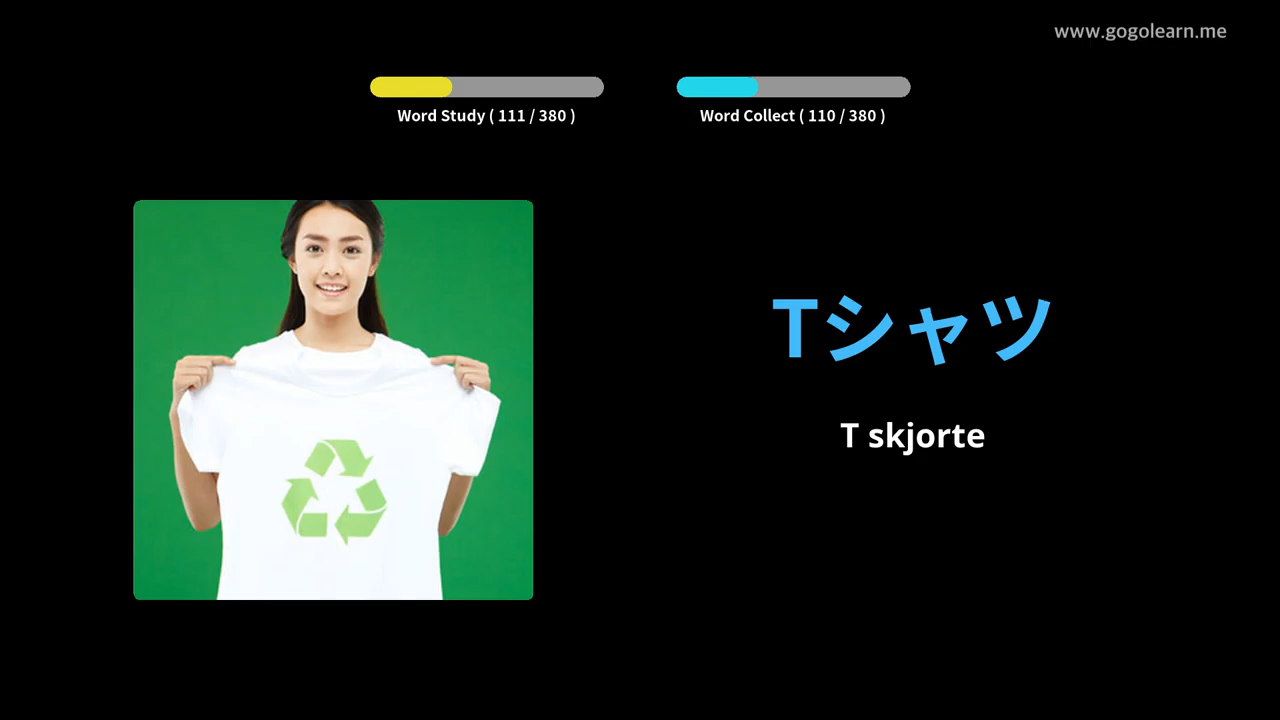 www.gogolearn.me
Word Study ( 111 / 380 )
Word Collect ( 110 / 380 )
Tシャツ
T skjorte